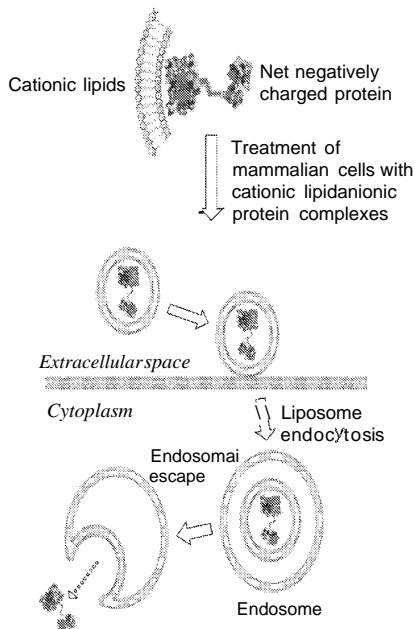 Cationic lipids
Net negatively
charged protein
Treatment of
mammalian cells with
cationic lipidanionic
protein complexes
Extracellularspace
Cytoplasm
Liposome
endocytosis
Endosomai
escape
Endosome